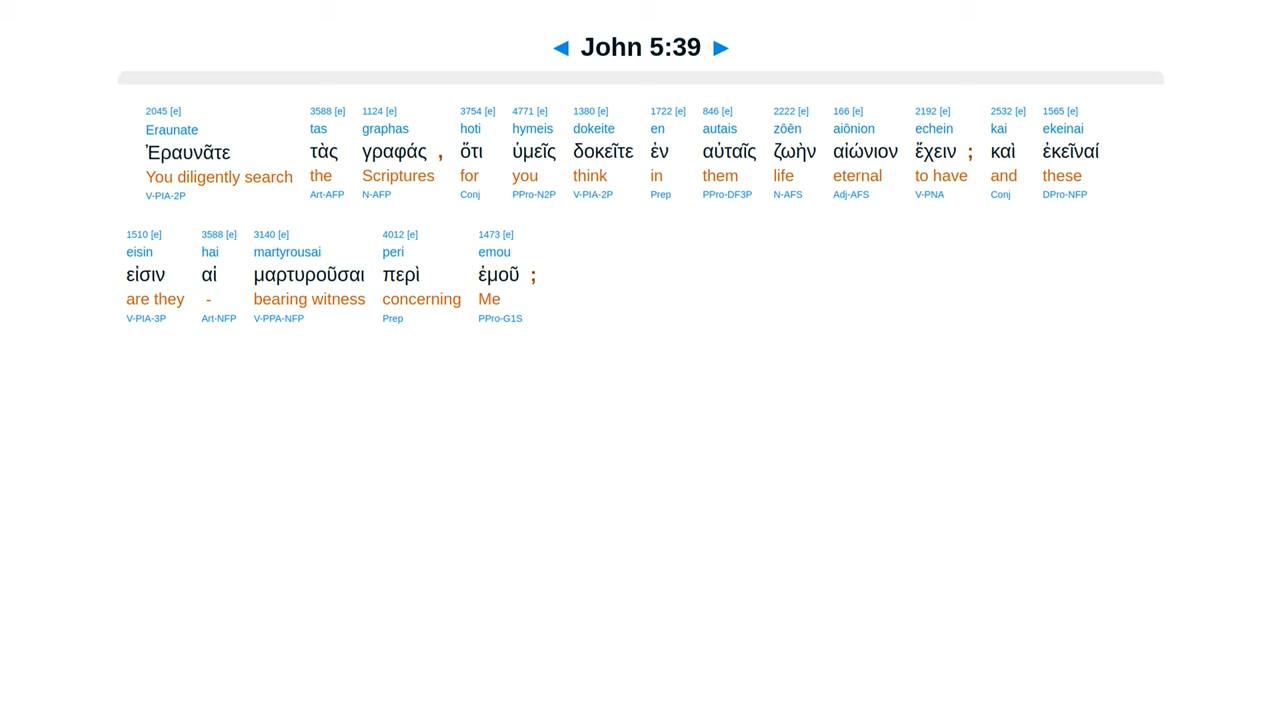 ◄ John 5:39 ►
2045 [e] 3588 [e] 1124 [e] 3754 [e] 4771 [e] 1380 [e] 1722 [e] 846 [e] 2222 [e] 166 [e] 2192 [e] 2532 [e] 1565 [e]
Eraunate tas graphas hoti hymeis dokeite en autais zōēn aiōnion echein kai ekeinai
Ἐραυνᾶτε τὰς γραφάς , ὅτι ὑμεῖς δοκεῖτε ἐν αὐταῖς ζωὴν αἰώνιον ἔχειν ; καὶ ἐκεῖναί
You diligently search the Scriptures for you think in them life eternal to have and these
V-PIA-2P Art-AFP N-AFP Conj PPro-N2P V-PIA-2P Prep PPro-DF3P N-AFS Adj-AFS V-PNA Conj DPro-NFP
1510 [e] 3588 [e] 3140 [e] 4012 [e] 1473 [e]
eisin hai martyrousai peri emou
εἰσιν αἱ μαρτυροῦσαι περὶ ἐμοῦ ;
are they - bearing witness concerning Me
V-PIA-3P Art-NFP V-PPA-NFP Prep PPro-G1S